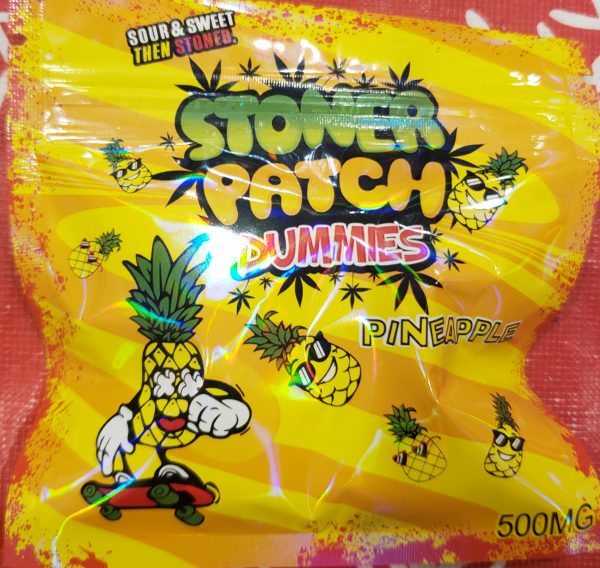 SOUR & SWEET
THEN STONED.
STONER
PATCH
DUMMIES
PINEAPPLE
500MG